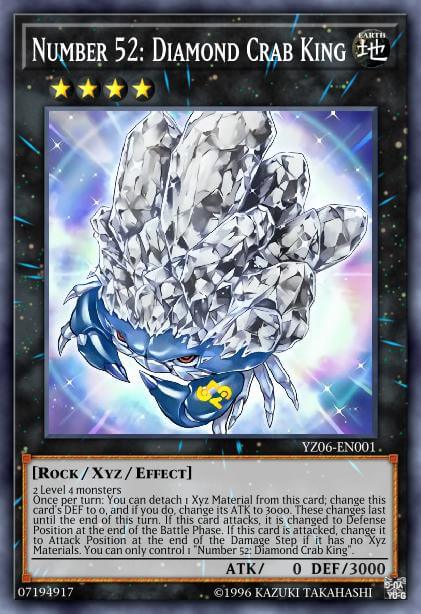 NUMBER 52: DIAMOND CRAB KING
EARTH
地
52
YZ06-EN001
[ROCK / XYZ / EFFECT]
2 Level 4 monsters
Once per turn: You can detach 1 Xyz Material from this card; change this
card's DEF to 0, and if you do, change its ATK to 3000. These changes last
until the end of this turn. If this card attacks, it is changed to Defense
Position at the end of the Battle Phase. If this card is attacked, change it
to Attack Position at the end of the Damage Step if it has no Xyz
Materials. You can only control 1 "Number 52: Diamond Crab King".
ATK/ 0 DEF/3000
07194917
©1996 KAZUKI TAKAHASHI